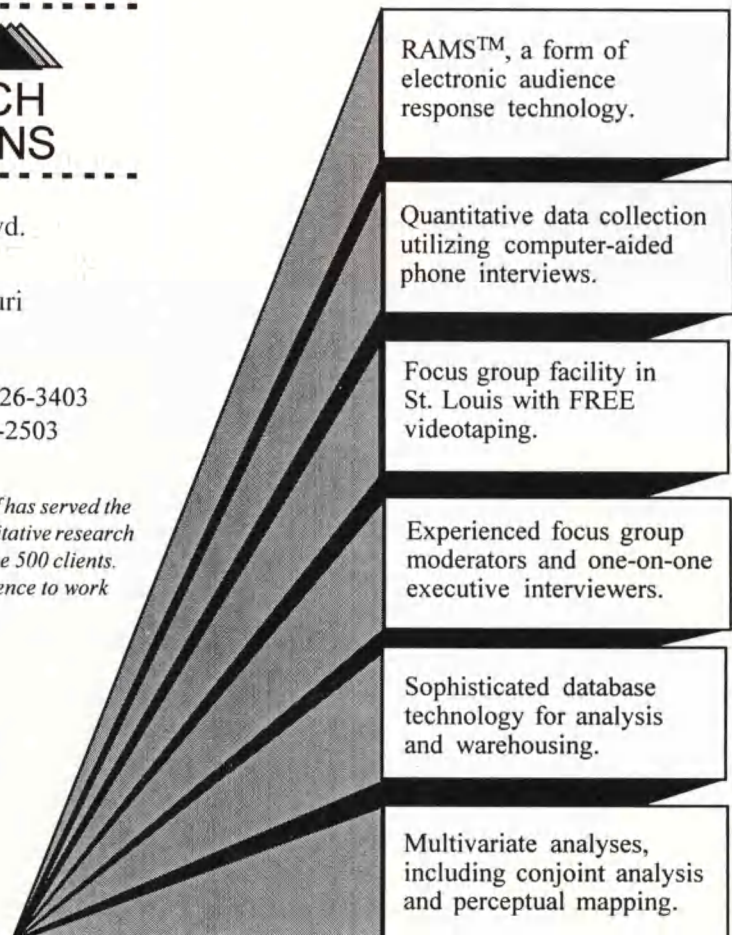 CH
NS
vd.
uri
26-3403
-2503
f has served the
itative research
e 500 clients.
ence to work
RAMS™, a form of
electronic audience
response technology.
Quantitative data collection
utilizing computer-aided
phone interviews.
Focus group facility in
St. Louis with FREE
videotaping.
Experienced focus group
moderators and one-on-one
executive interviewers.
Sophisticated database
technology for analysis
and warehousing.
Multivariate analyses,
including conjoint analysis
and perceptual mapping.